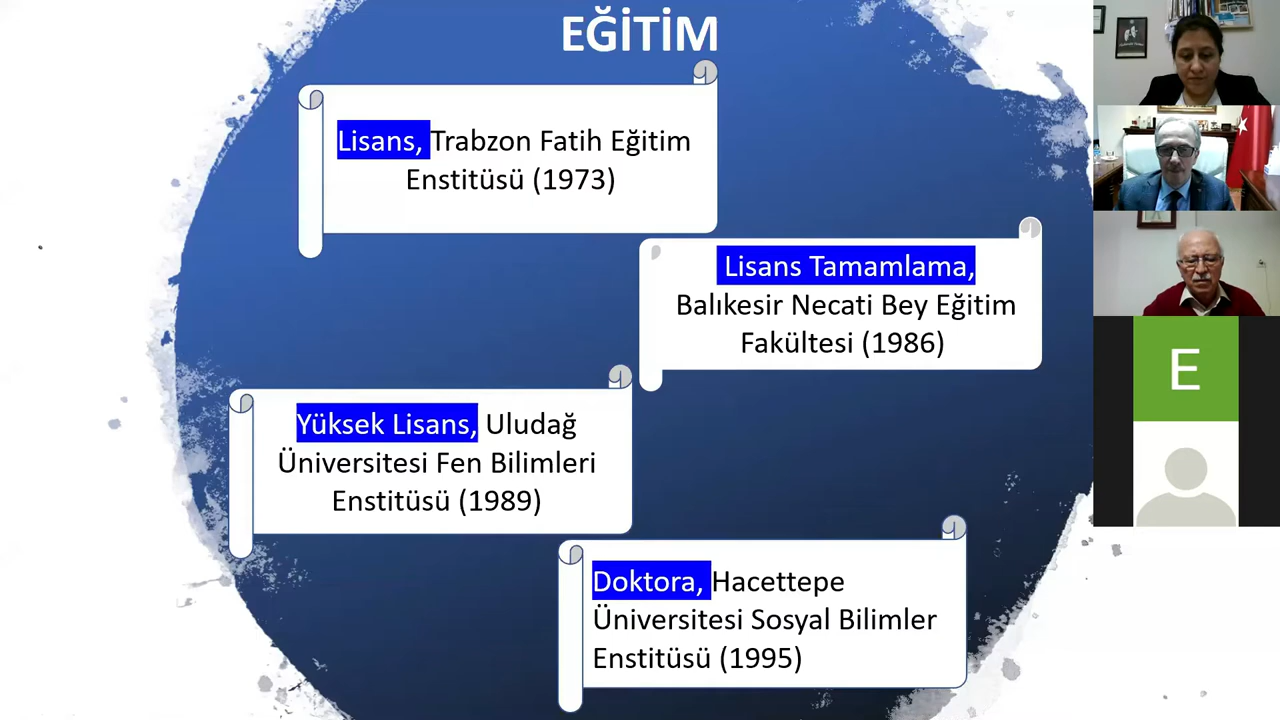 EĞİTİM
Lisans, Trabzon Fatih Eğitim
Enstitüsü (1973)
Lisans Tamamlama,
Balıkesir Necati Bey Eğitim
Fakültesi (1986)
Yüksek Lisans, Uludağ
Üniversitesi Fen Bilimleri
Enstitüsü (1989)
Doktora, Hacettepe
Üniversitesi Sosyal Bilimler
Enstitüsü (1995)
E